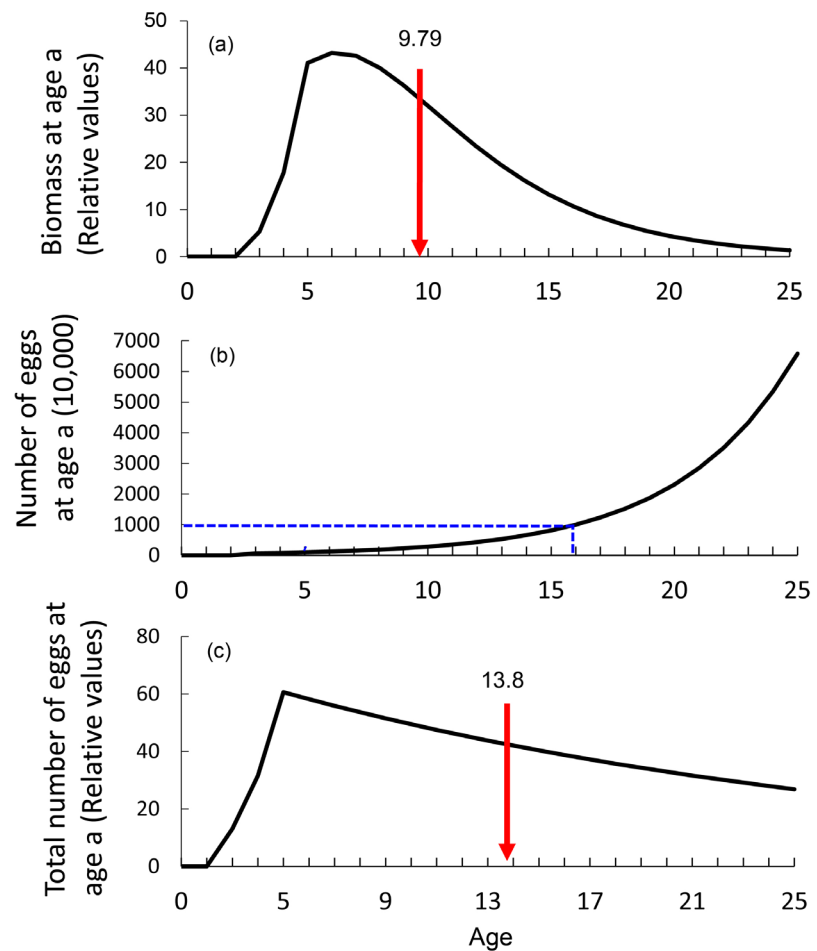 Biomass at age a
(Relative values)
50
40
30
20
10
0
(a)
9.79
0 5 10 15 20 25
Number of eggs
at age a (10,000)
7000
6000
5000
4000
3000
2000
1000
0
(b)
0 5 10 15 20 25
Total number of eggs at
age a (Relative values)
80
60
40
20
0
(c)
13.8
0 5 9 13 17 21 25
Age